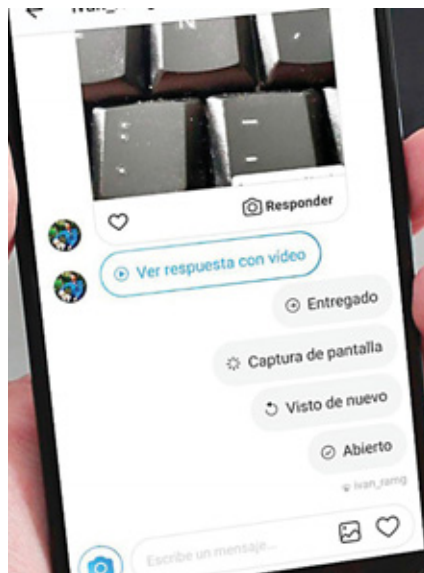 N
Responder
Ver respuesta con vídeo
Entregado
Captura de pantalla
Visto de nuevo
Abierto
ivan_ramg
Escribe un mensaje...